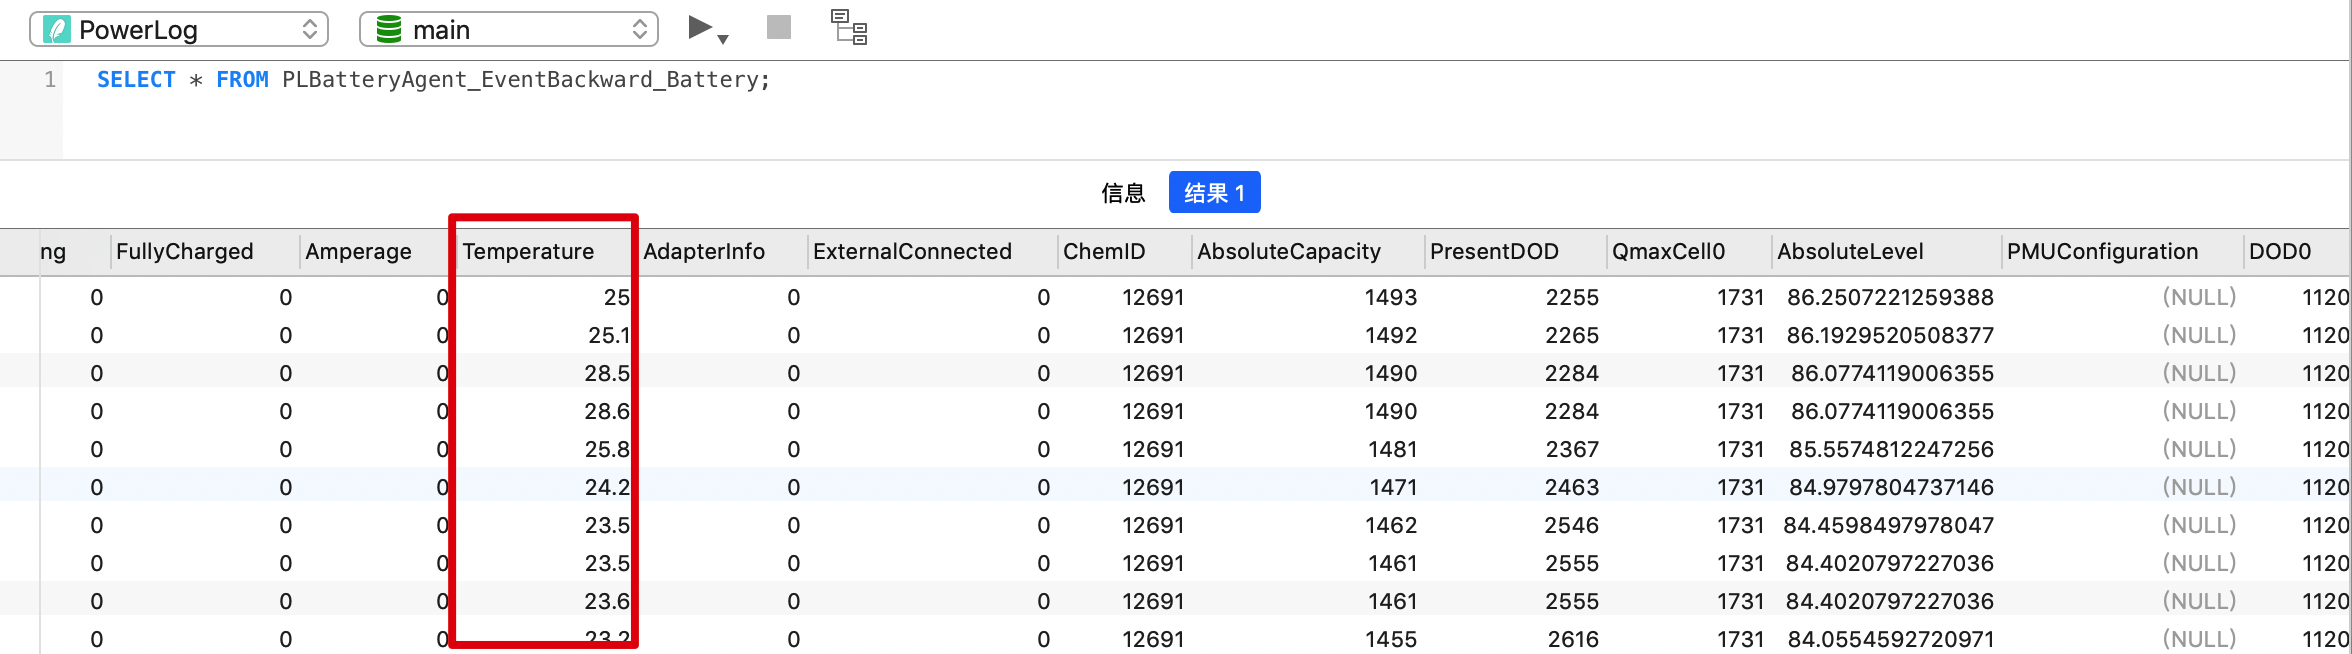 PowerLog main
1 SELECT * FROM PLBatteryAgent_EventBackward_Battery;
信息 结果 1
ng FullyCharged Amperage Temperature AdapterInfo ExternalConnected ChemID AbsoluteCapacity PresentDOD QmaxCell0 AbsoluteLevel PMUConfiguration DOD0
0 0 0 25 0 0 12691 1493 2255 1731 86.2507221259388 (NULL) 1120
0 0 0 25.1 0 0 12691 1492 2265 1731 86.1929520508377 (NULL) 1120
0 0 0 28.5 0 0 12691 1490 2284 1731 86.0774119006355 (NULL) 1120
0 0 0 28.6 0 0 12691 1490 2284 1731 86.0774119006355 (NULL) 1120
0 0 0 25.8 0 0 12691 1481 2367 1731 85.5574812247256 (NULL) 1120
0 0 0 24.2 0 0 12691 1471 2463 1731 84.9797804737146 (NULL) 1120
0 0 0 23.5 0 0 12691 1462 2546 1731 84.4598497978047 (NULL) 1120
0 0 0 23.5 0 0 12691 1461 2555 1731 84.4020797227036 (NULL) 1120
0 0 0 23.6 0 0 12691 1461 2555 1731 84.4020797227036 (NULL) 1120
0 0 0 23.2 0 0 12691 1455 2616 1731 84.0554592720971 (NULL) 1120